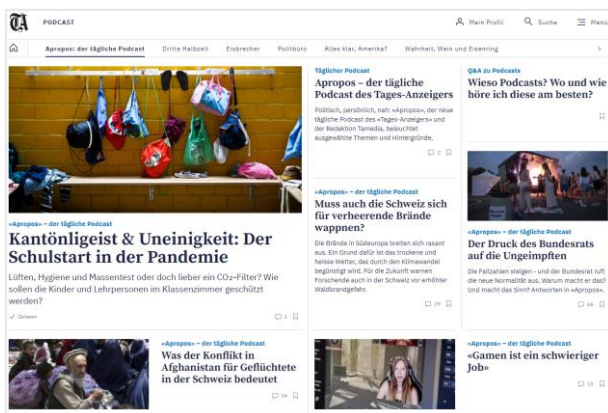 TA
PODCAST
Mein Profil
Suche
Menü
Apropos: der tägliche Podcast
Dritte Halbzeit
Eisbrecher
Politbüro
Alles klar, Amerika?
Wahrheit, Wein und Eisenring
«Apropos» – der tägliche Podcast
Kantönligeist & Uneinigkeit: Der
Schulstart in der Pandemie
Lüften, Hygiene und Massentest oder doch lieber ein CO₂-Filter? Wie
sollen die Kinder und Lehrpersonen im Klassenzimmer geschützt
werden?
Gelesen
1
Täglicher Podcast
Apropos – der tägliche
Podcast des Tages-Anzeigers
Politisch, persönlich, nah: «Apropos», der neue
tägliche Podcast des «Tages-Anzeigers» und
der Redaktion Tamedia, beleuchtet
ausgewählte Themen und Hintergründe.
2
Q&A zu Podcasts
Wieso Podcasts? Wo und wie
höre ich diese am besten?
«Apropos» – der tägliche Podcast
Muss auch die Schweiz sich
für verheerende Brände
wappnen?
Die Brände in Südeuropa breiten sich rasant
aus. Ein Grund dafür ist das trockene und
heisse Wetter, das durch den Klimawandel
begünstigt wird. Für die Zukunft warnen
Forschende auch in der Schweiz vor erhöhter
Waldbrandgefahr.
29
«Apropos» – der tägliche Podcast
Der Druck des Bundesrats
auf die Ungeimpften
Die Fallzahlen steigen – und der Bundesrat ruft
die neue Normalität aus. Warum macht er das?
Und macht das Sinn? Antworten in «Apropos».
«Apropos» – der tägliche Podcast
Was der Konflikt in
Afghanistan für Geflüchtete
in der Schweiz bedeutet
«Apropos» – der tägliche Podcast
«Gamen ist ein schwieriger
Job»
10